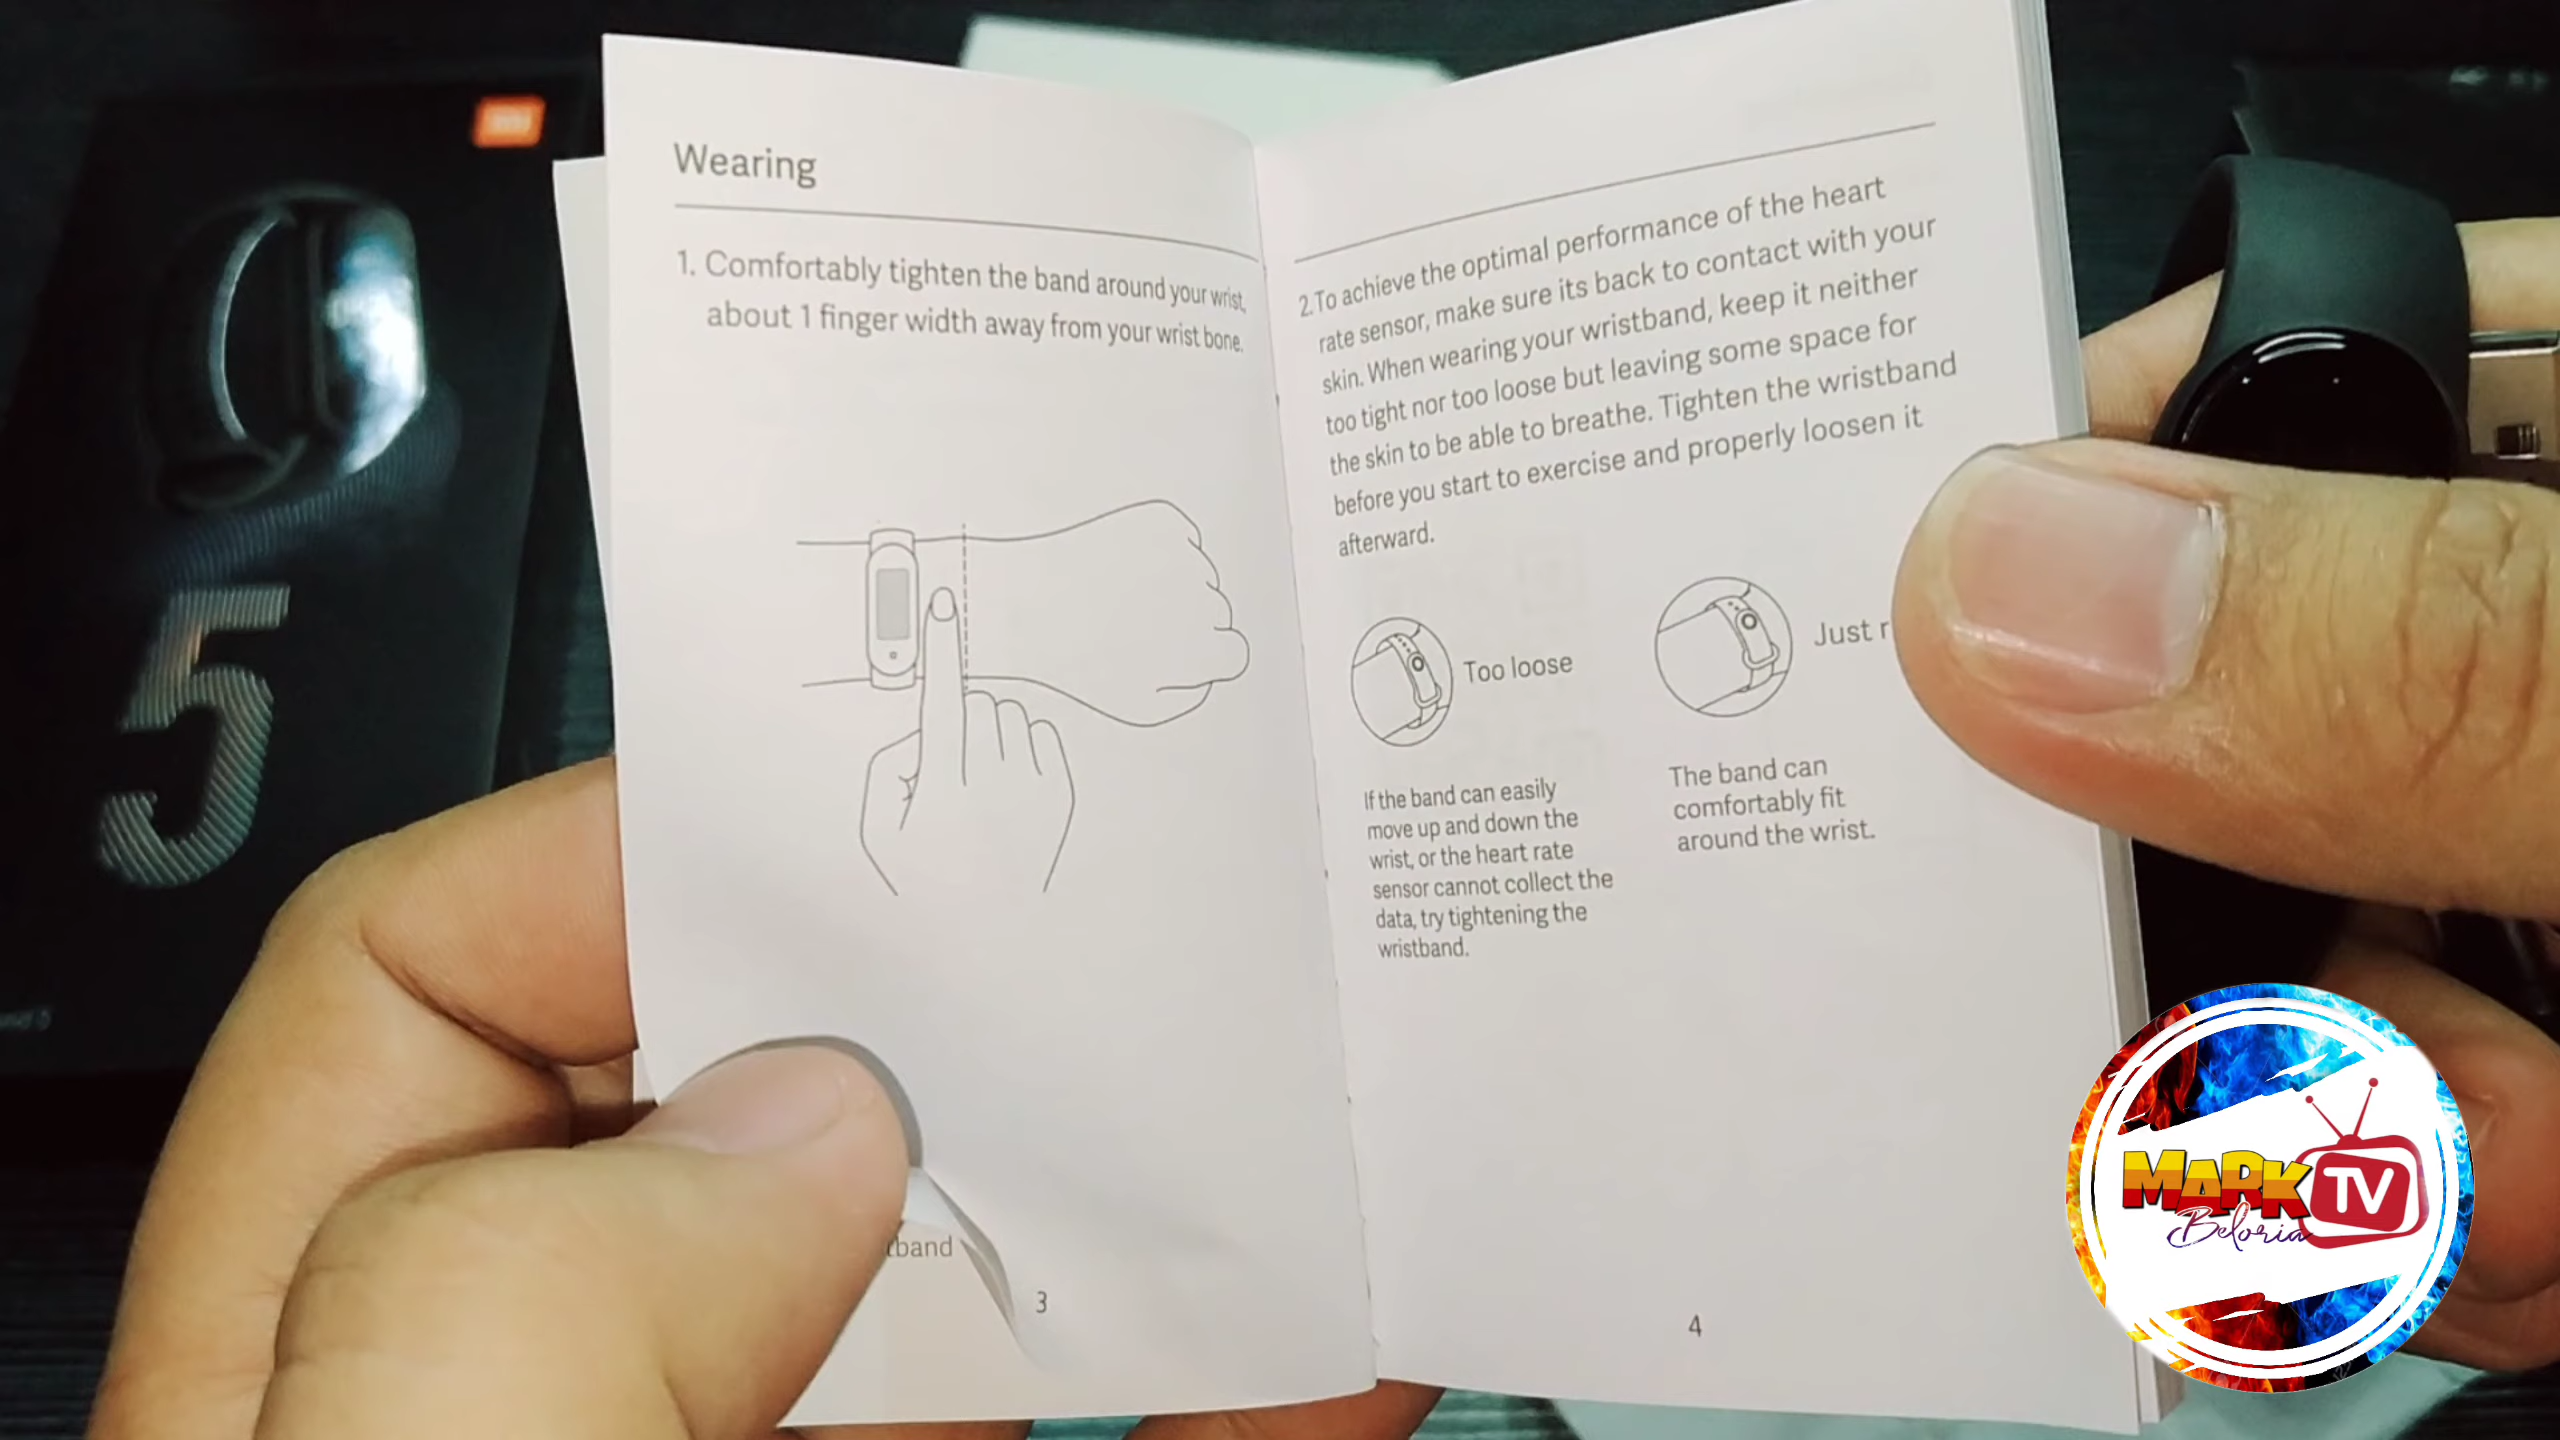 Wearing
1. Comfortably tighten the band around your wrist,
about 1 finger width away from your wrist bone.
3
2.To achieve the optimal performance of the heart
rate sensor, make sure its back to contact with your
skin. When wearing your wristband, keep it neither
too tight nor too loose but leaving some space for
the skin to be able to breathe. Tighten the wristband
before you start to exercise and properly loosen it
afterward.
Too loose
If the band can easily
move up and down the
wrist, or the heart rate
sensor cannot collect the
data, try tightening the
wristband.
Just
The band can
comfortably fit
around the wrist.
4
5
MARK TV
Beloria